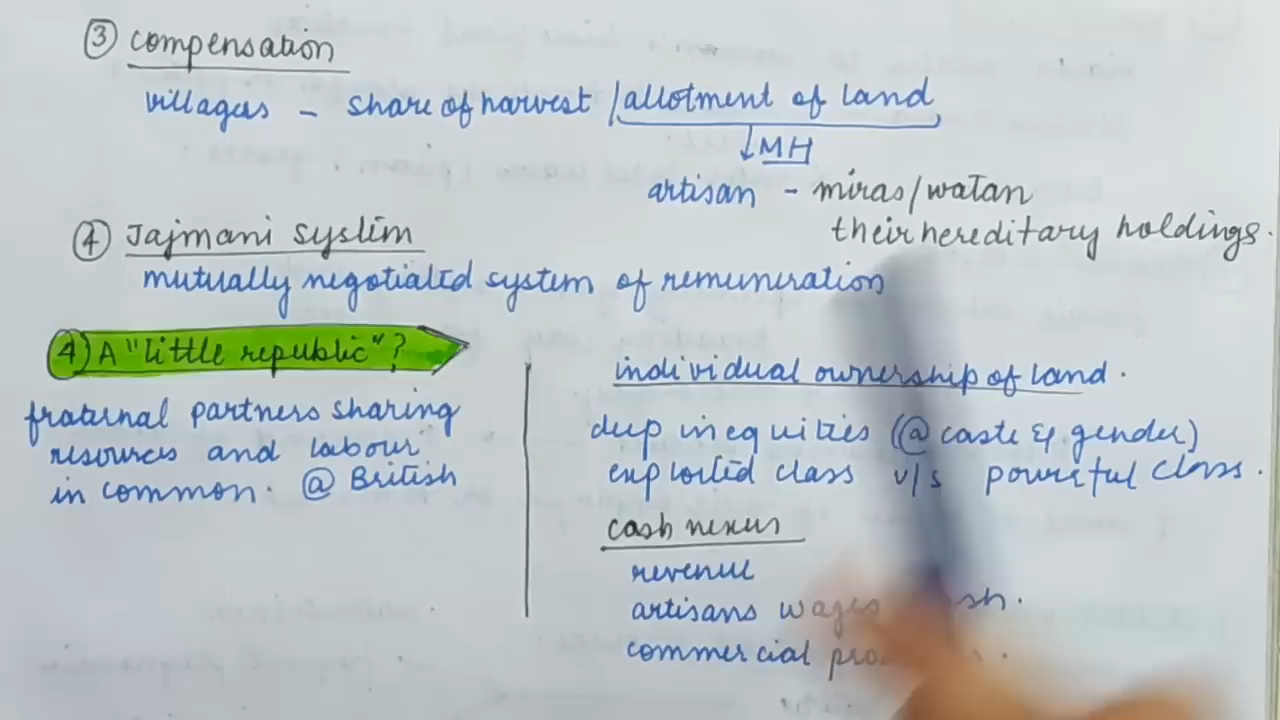 ③ compensation
villages - share of harvest / allotment of land
↓ MH
artisan - miras/watan
their hereditary holdings.
④ Jajmani system
mutually negotiated system of remuneration
4) A "little republic"?
fraternal partners sharing
resources and labour
in common. @ British
individual ownership of land.
deep inequities (@ caste & gender)
exploited class v/s powerful class.
cash nexus
revenue
artisans wages
commercial